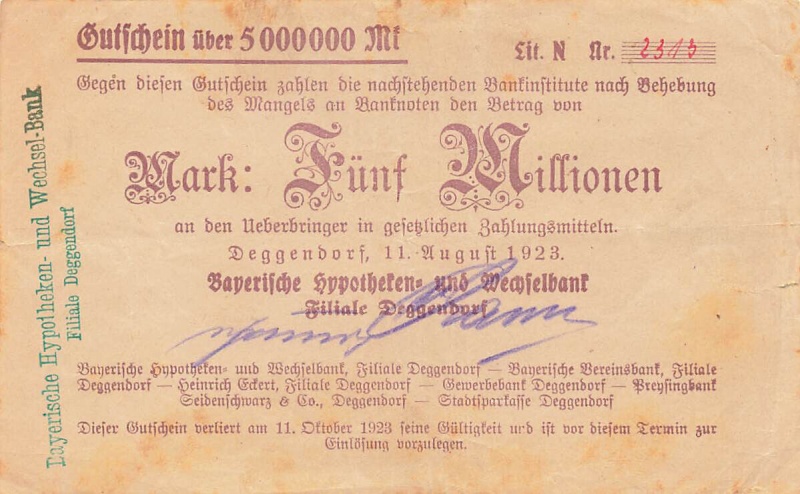 Gutschein über 5000000 Mk
Lit. N Nr. 2313
Gegen diesen Gutschein zahlen die nachstehenden Bankinstitute nach Behebung
des Mangels an Banknoten den Betrag von
Mark: Fünf Millionen
an den Ueberbringer in gesetzlichen Zahlungsmitteln.
Deggendorf, 11. August 1923.
Bayerische Hypotheken- und Wechselbank
Filiale Deggendorf
Bayerische Hypotheken- und Wechselbank, Filiale Deggendorf — Bayerische Vereinsbank, Filiale
Deggendorf — Heinrich Eckert, Filiale Deggendorf — Gewerbebank Deggendorf — Preysingbank
Seidenschwarz & Co., Deggendorf — Stadtsparkasse Deggendorf
Dieser Gutschein verliert am 11. Oktober 1923 seine Gültigkeit und ist vor diesem Termin zur
Einlösung vorzulegen.
Bayerische Hypotheken- und Wechsel-Bank
Filiale Deggendorf